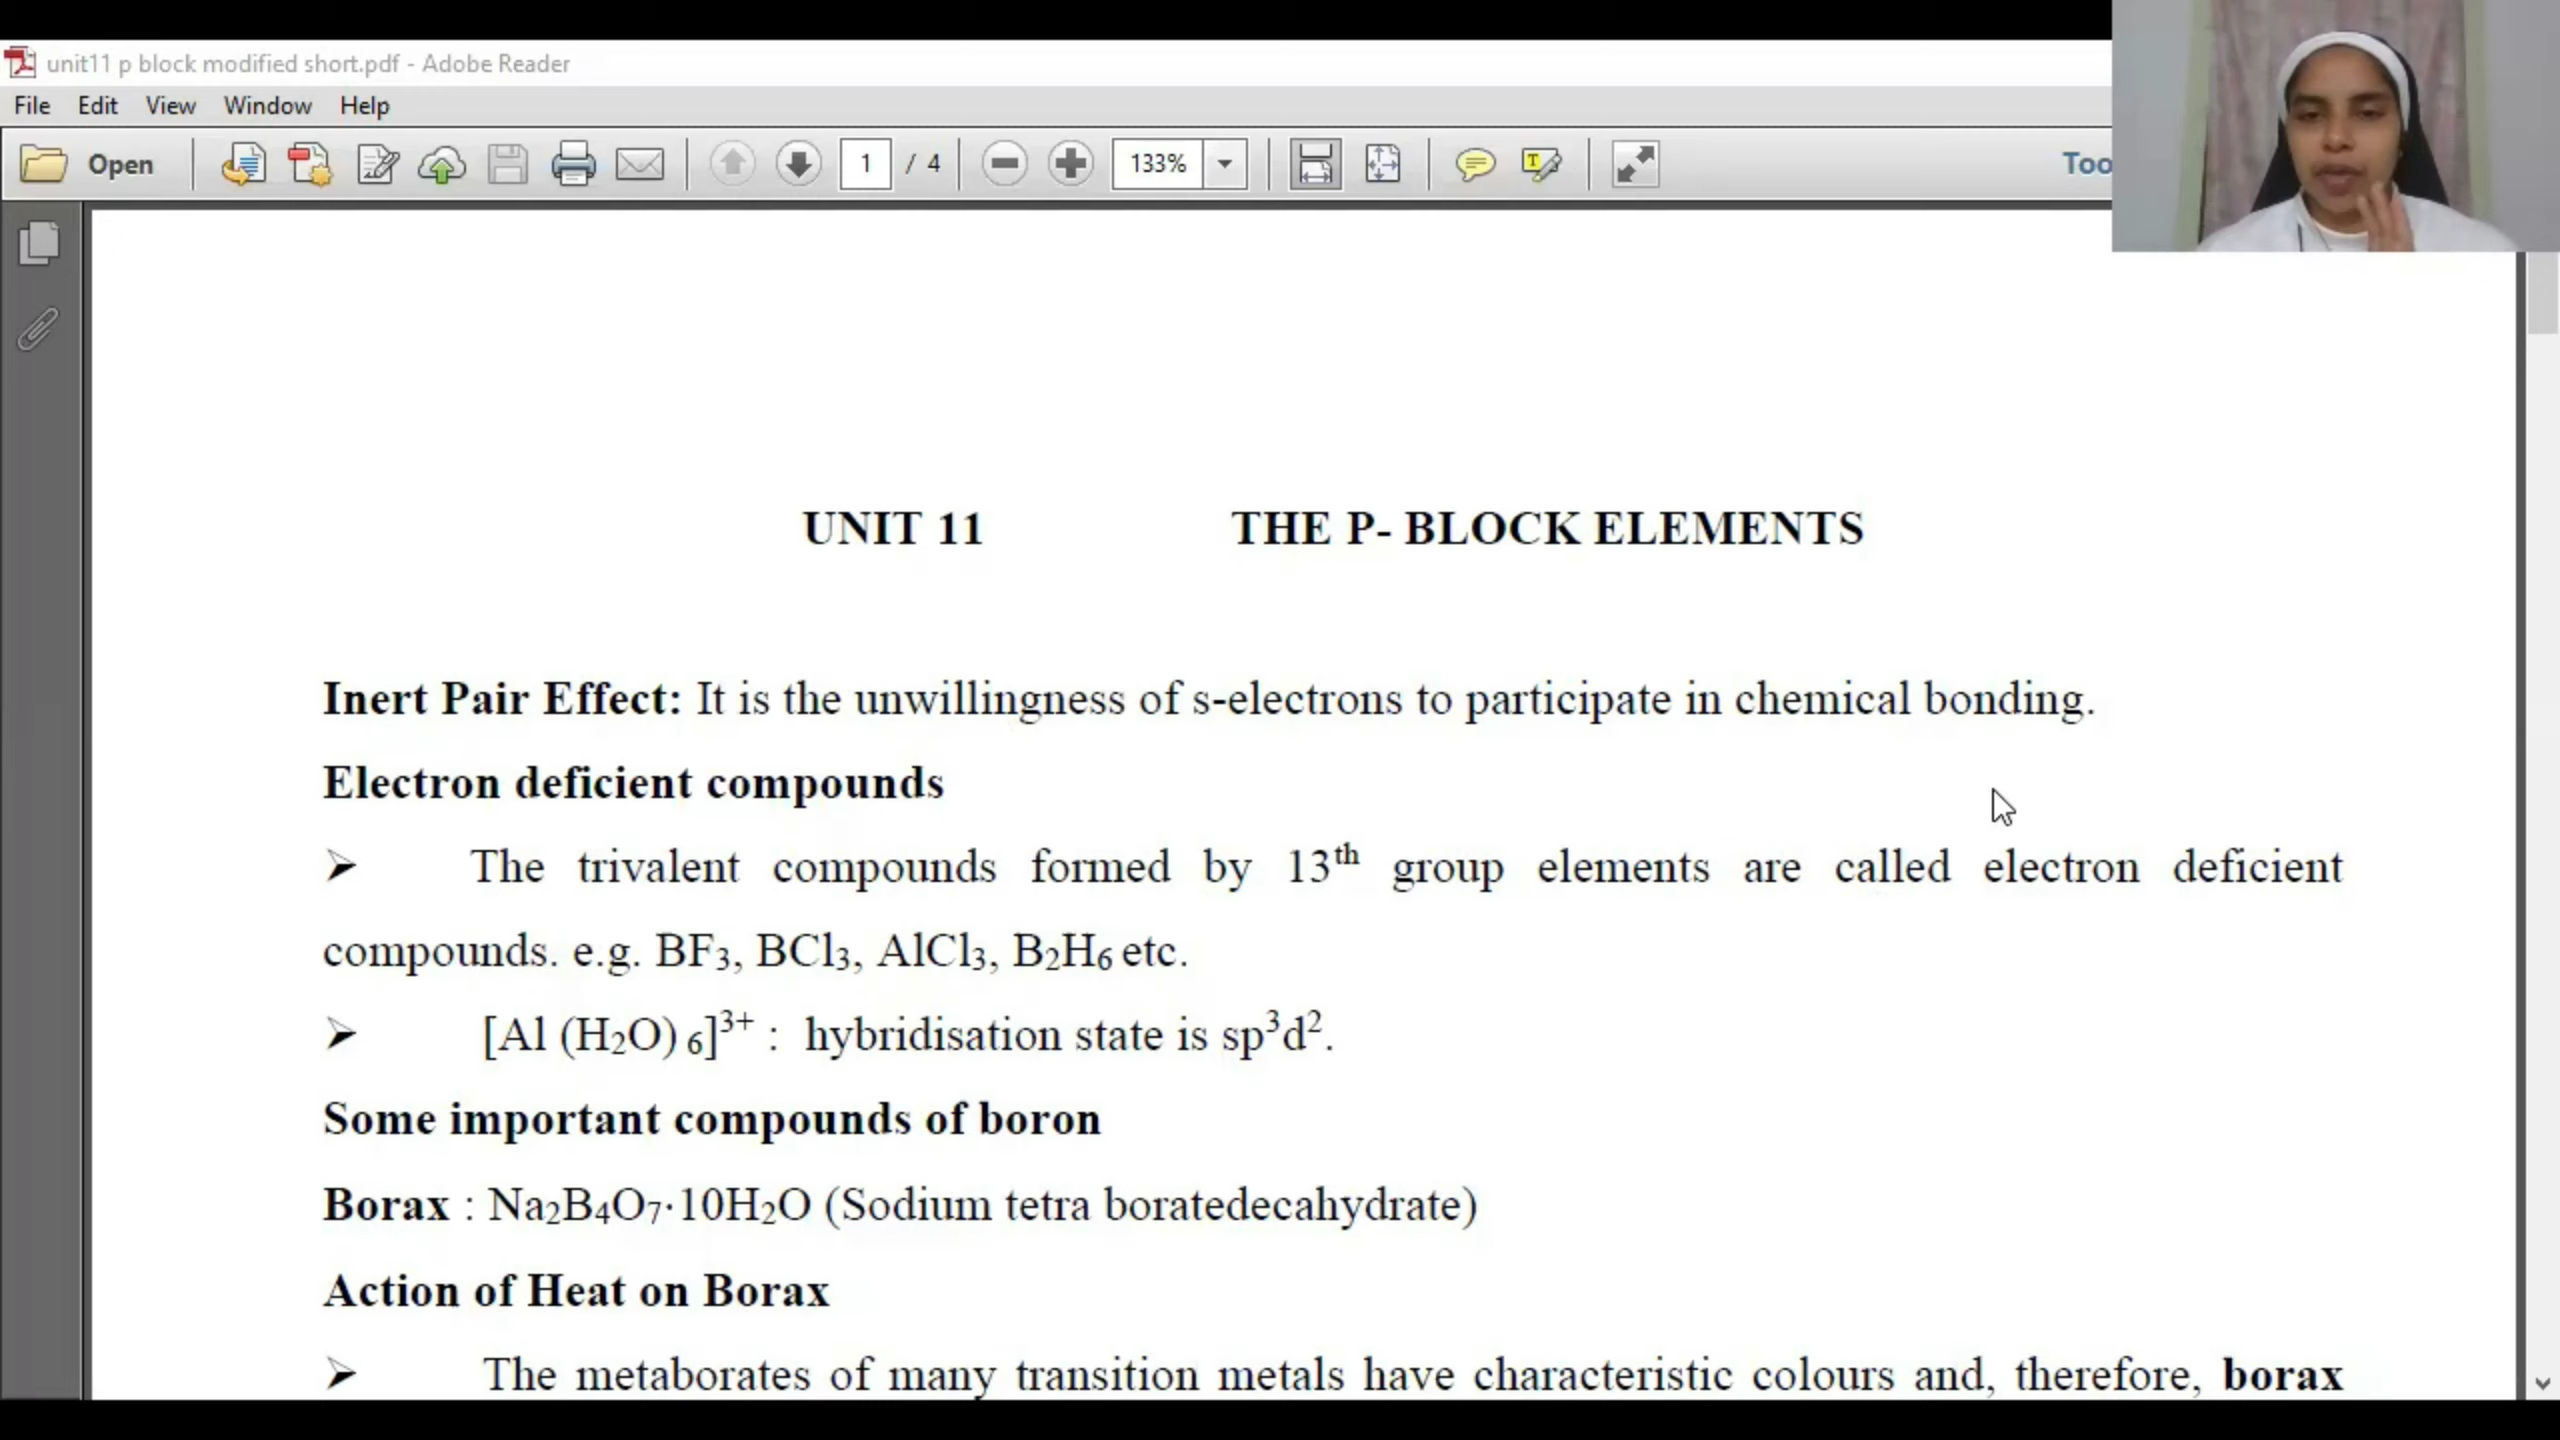 unit11 p block modified short.pdf - Adobe Reader
File Edit View Window Help
Open 1 / 4 133% Too
UNIT 11 THE P- BLOCK ELEMENTS
Inert Pair Effect: It is the unwillingness of s-electrons to participate in chemical bonding.
Electron deficient compounds
➢ The trivalent compounds formed by 13th group elements are called electron deficient
compounds. e.g. BF₃, BCl₃, AlCl₃, B₂H₆ etc.
➢ [Al (H₂O) ₆]³⁺ : hybridisation state is sp³d².
Some important compounds of boron
Borax : Na₂B₄O₇·10H₂O (Sodium tetra boratedecahydrate)
Action of Heat on Borax
➢ The metaborates of many transition metals have characteristic colours and, therefore, borax